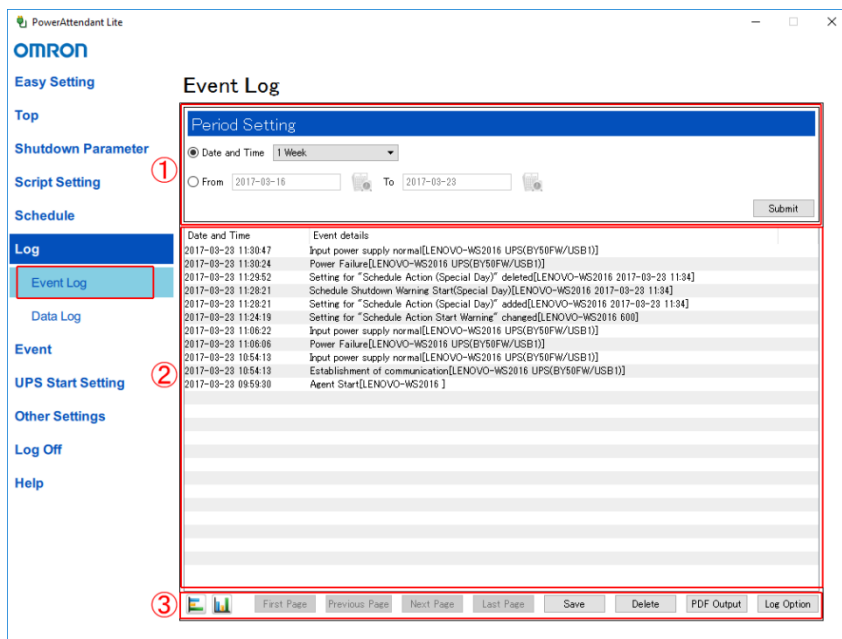 PowerAttendant Lite
OMRON
Easy Setting
Top
Shutdown Parameter
Script Setting
Schedule
Log
Event Log
Data Log
Event
UPS Start Setting
Other Settings
Log Off
Help
Event Log
①
Period Setting
Date and Time 1 Week
From 2017-03-16 To 2017-03-23
Submit
②
Date and Time Event details
2017-03-23 11:30:47 Input power supply normal[LENOVO-WS2016 UPS(BY50FW/USB1)]
2017-03-23 11:30:24 Power Failure[LENOVO-WS2016 UPS(BY50FW/USB1)]
2017-03-23 11:29:52 Setting for "Schedule Action (Special Day)" deleted[LENOVO-WS2016 2017-03-23 11:34]
2017-03-23 11:28:21 Schedule Shutdown Warning Start(Special Day)[LENOVO-WS2016 2017-03-23 11:34]
2017-03-23 11:28:21 Setting for "Schedule Action (Special Day)" added[LENOVO-WS2016 2017-03-23 11:34]
2017-03-23 11:24:19 Setting for "Schedule Action Start Warning" changed[LENOVO-WS2016 600]
2017-03-23 11:06:22 Input power supply normal[LENOVO-WS2016 UPS(BY50FW/USB1)]
2017-03-23 11:06:06 Power Failure[LENOVO-WS2016 UPS(BY50FW/USB1)]
2017-03-23 10:54:13 Input power supply normal[LENOVO-WS2016 UPS(BY50FW/USB1)]
2017-03-23 10:54:13 Establishment of communication[LENOVO-WS2016 UPS(BY50FW/USB1)]
2017-03-23 09:59:30 Agent Start[LENOVO-WS2016 ]
③
First Page Previous Page Next Page Last Page Save Delete PDF Output Log Option